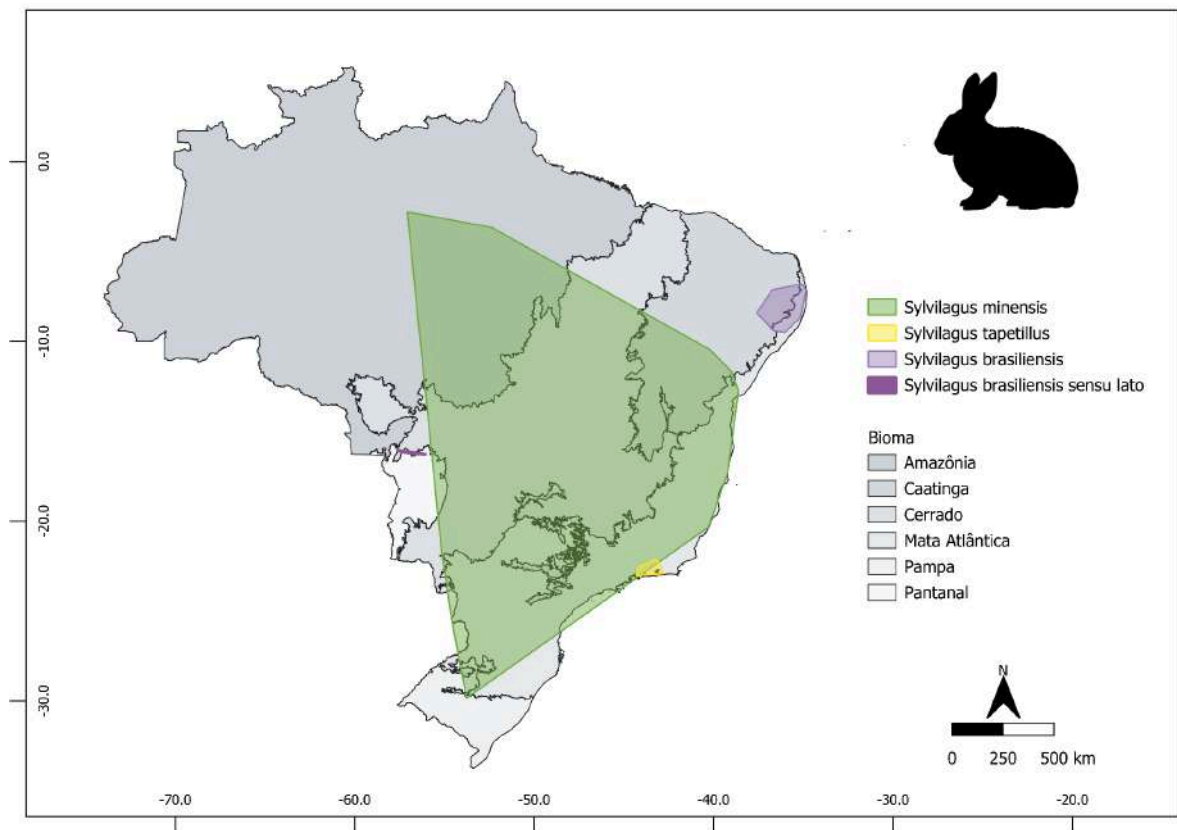 0.0
-10.0
-20.0
-30.0
Sylvilagus minensis
Sylvilagus tapetillus
Sylvilagus brasiliensis
Sylvilagus brasiliensis sensu lato
Bioma
Amazônia
Caatinga
Cerrado
Mata Atlântica
Pampa
Pantanal
N
0 250 500 km
-70.0 -60.0 -50.0 -40.0 -30.0 -20.0